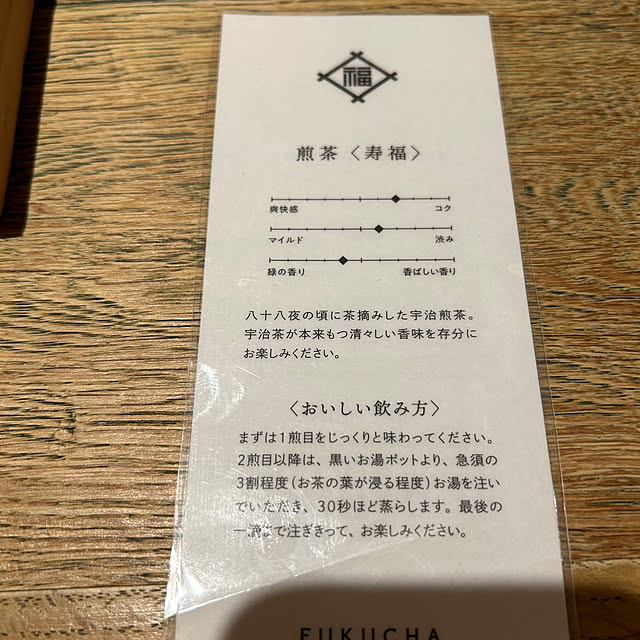 福
煎茶〈寿福〉
爽快感 コク
マイルド 渋み
緑の香り 香ばしい香り
八十八夜の頃に茶摘みした宇治煎茶。
宇治茶が本来もつ清々しい香味を存分に
お楽しみください。
〈おいしい飲み方〉
まずは1煎目をじっくりと味わってください。
2煎目以降は、黒いお湯ポットより、急須の
3割程度(お茶の葉が浸る程度)お湯を注い
でいただき、30秒ほど蒸らします。最後の
一滴まで注ぎきって、お楽しみください。
FUKUCHA